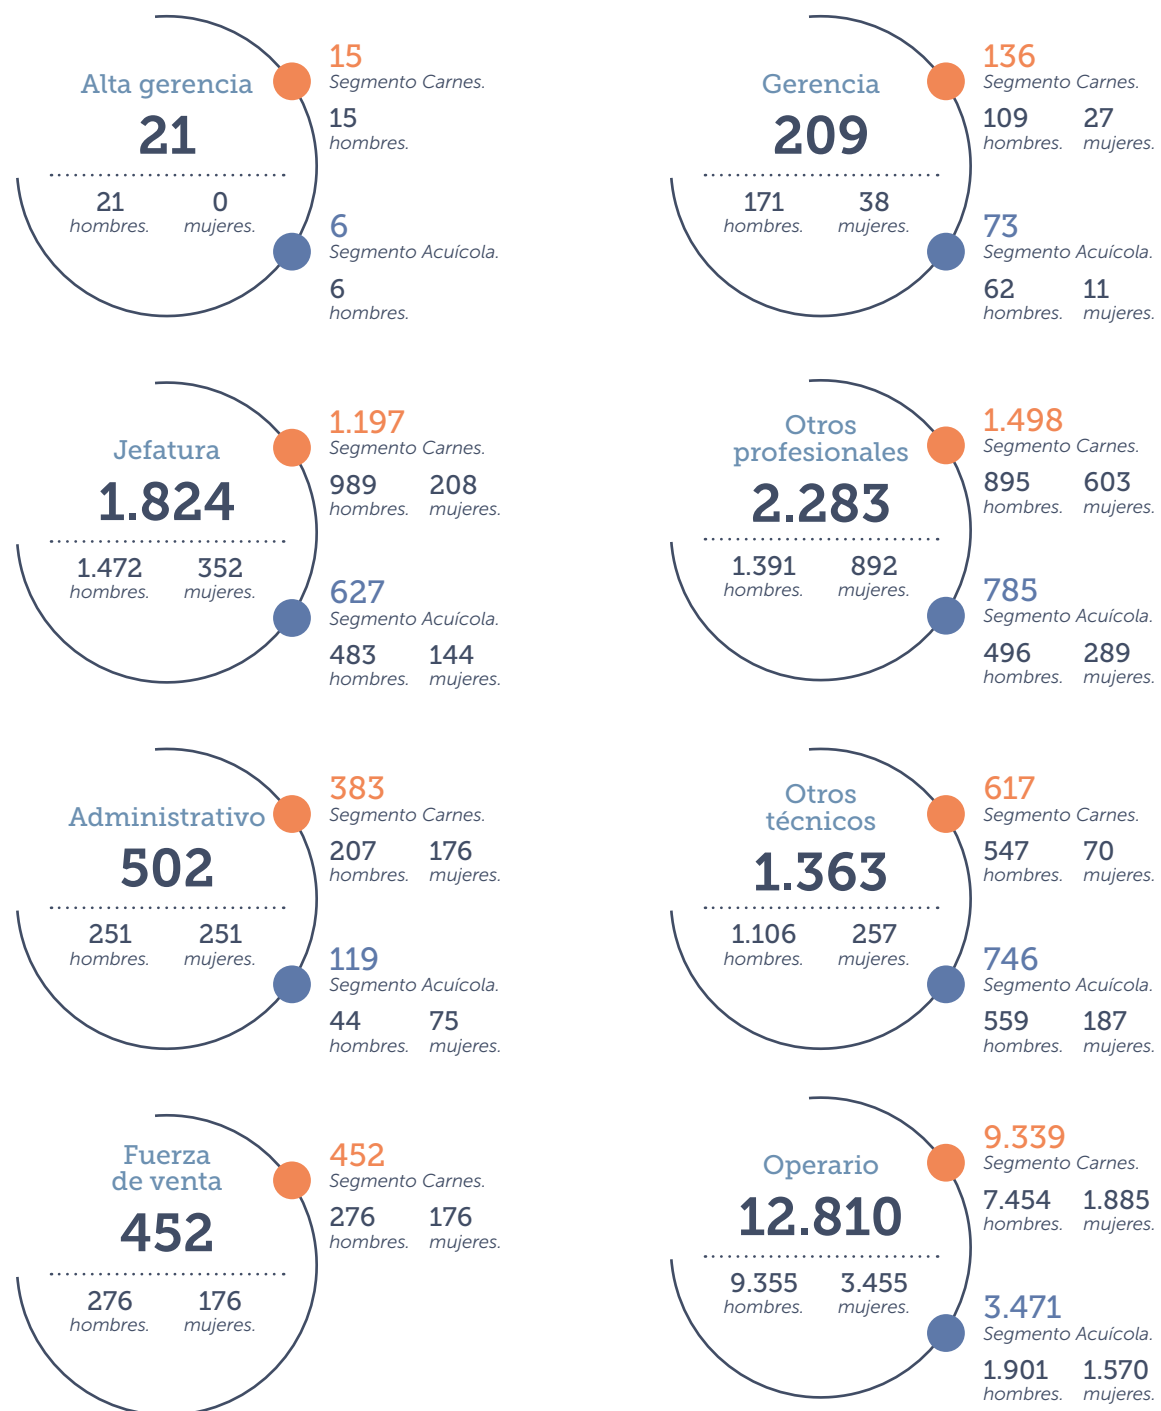 Alta gerencia
21
21 0
hombres. mujeres.
15
Segmento Carnes.
15
hombres.
6
Segmento Acuícola.
6
hombres.
Gerencia
209
171 38
hombres. mujeres.
136
Segmento Carnes.
109 27
hombres. mujeres.
73
Segmento Acuícola.
62 11
hombres. mujeres.
Jefatura
1.824
1.472 352
hombres. mujeres.
1.197
Segmento Carnes.
989 208
hombres. mujeres.
627
Segmento Acuícola.
483 144
hombres. mujeres.
Otros
profesionales
2.283
1.391 892
hombres. mujeres.
1.498
Segmento Carnes.
895 603
hombres. mujeres.
785
Segmento Acuícola.
496 289
hombres. mujeres.
Administrativo
502
251 251
hombres. mujeres.
383
Segmento Carnes.
207 176
hombres. mujeres.
119
Segmento Acuícola.
44 75
hombres. mujeres.
Otros
técnicos
1.363
1.106 257
hombres. mujeres.
617
Segmento Carnes.
547 70
hombres. mujeres.
746
Segmento Acuícola.
559 187
hombres. mujeres.
Fuerza
de venta
452
276 176
hombres. mujeres.
452
Segmento Carnes.
276 176
hombres. mujeres.
Operario
12.810
9.355 3.455
hombres. mujeres.
9.339
Segmento Carnes.
7.454 1.885
hombres. mujeres.
3.471
Segmento Acuícola.
1.901 1.570
hombres. mujeres.